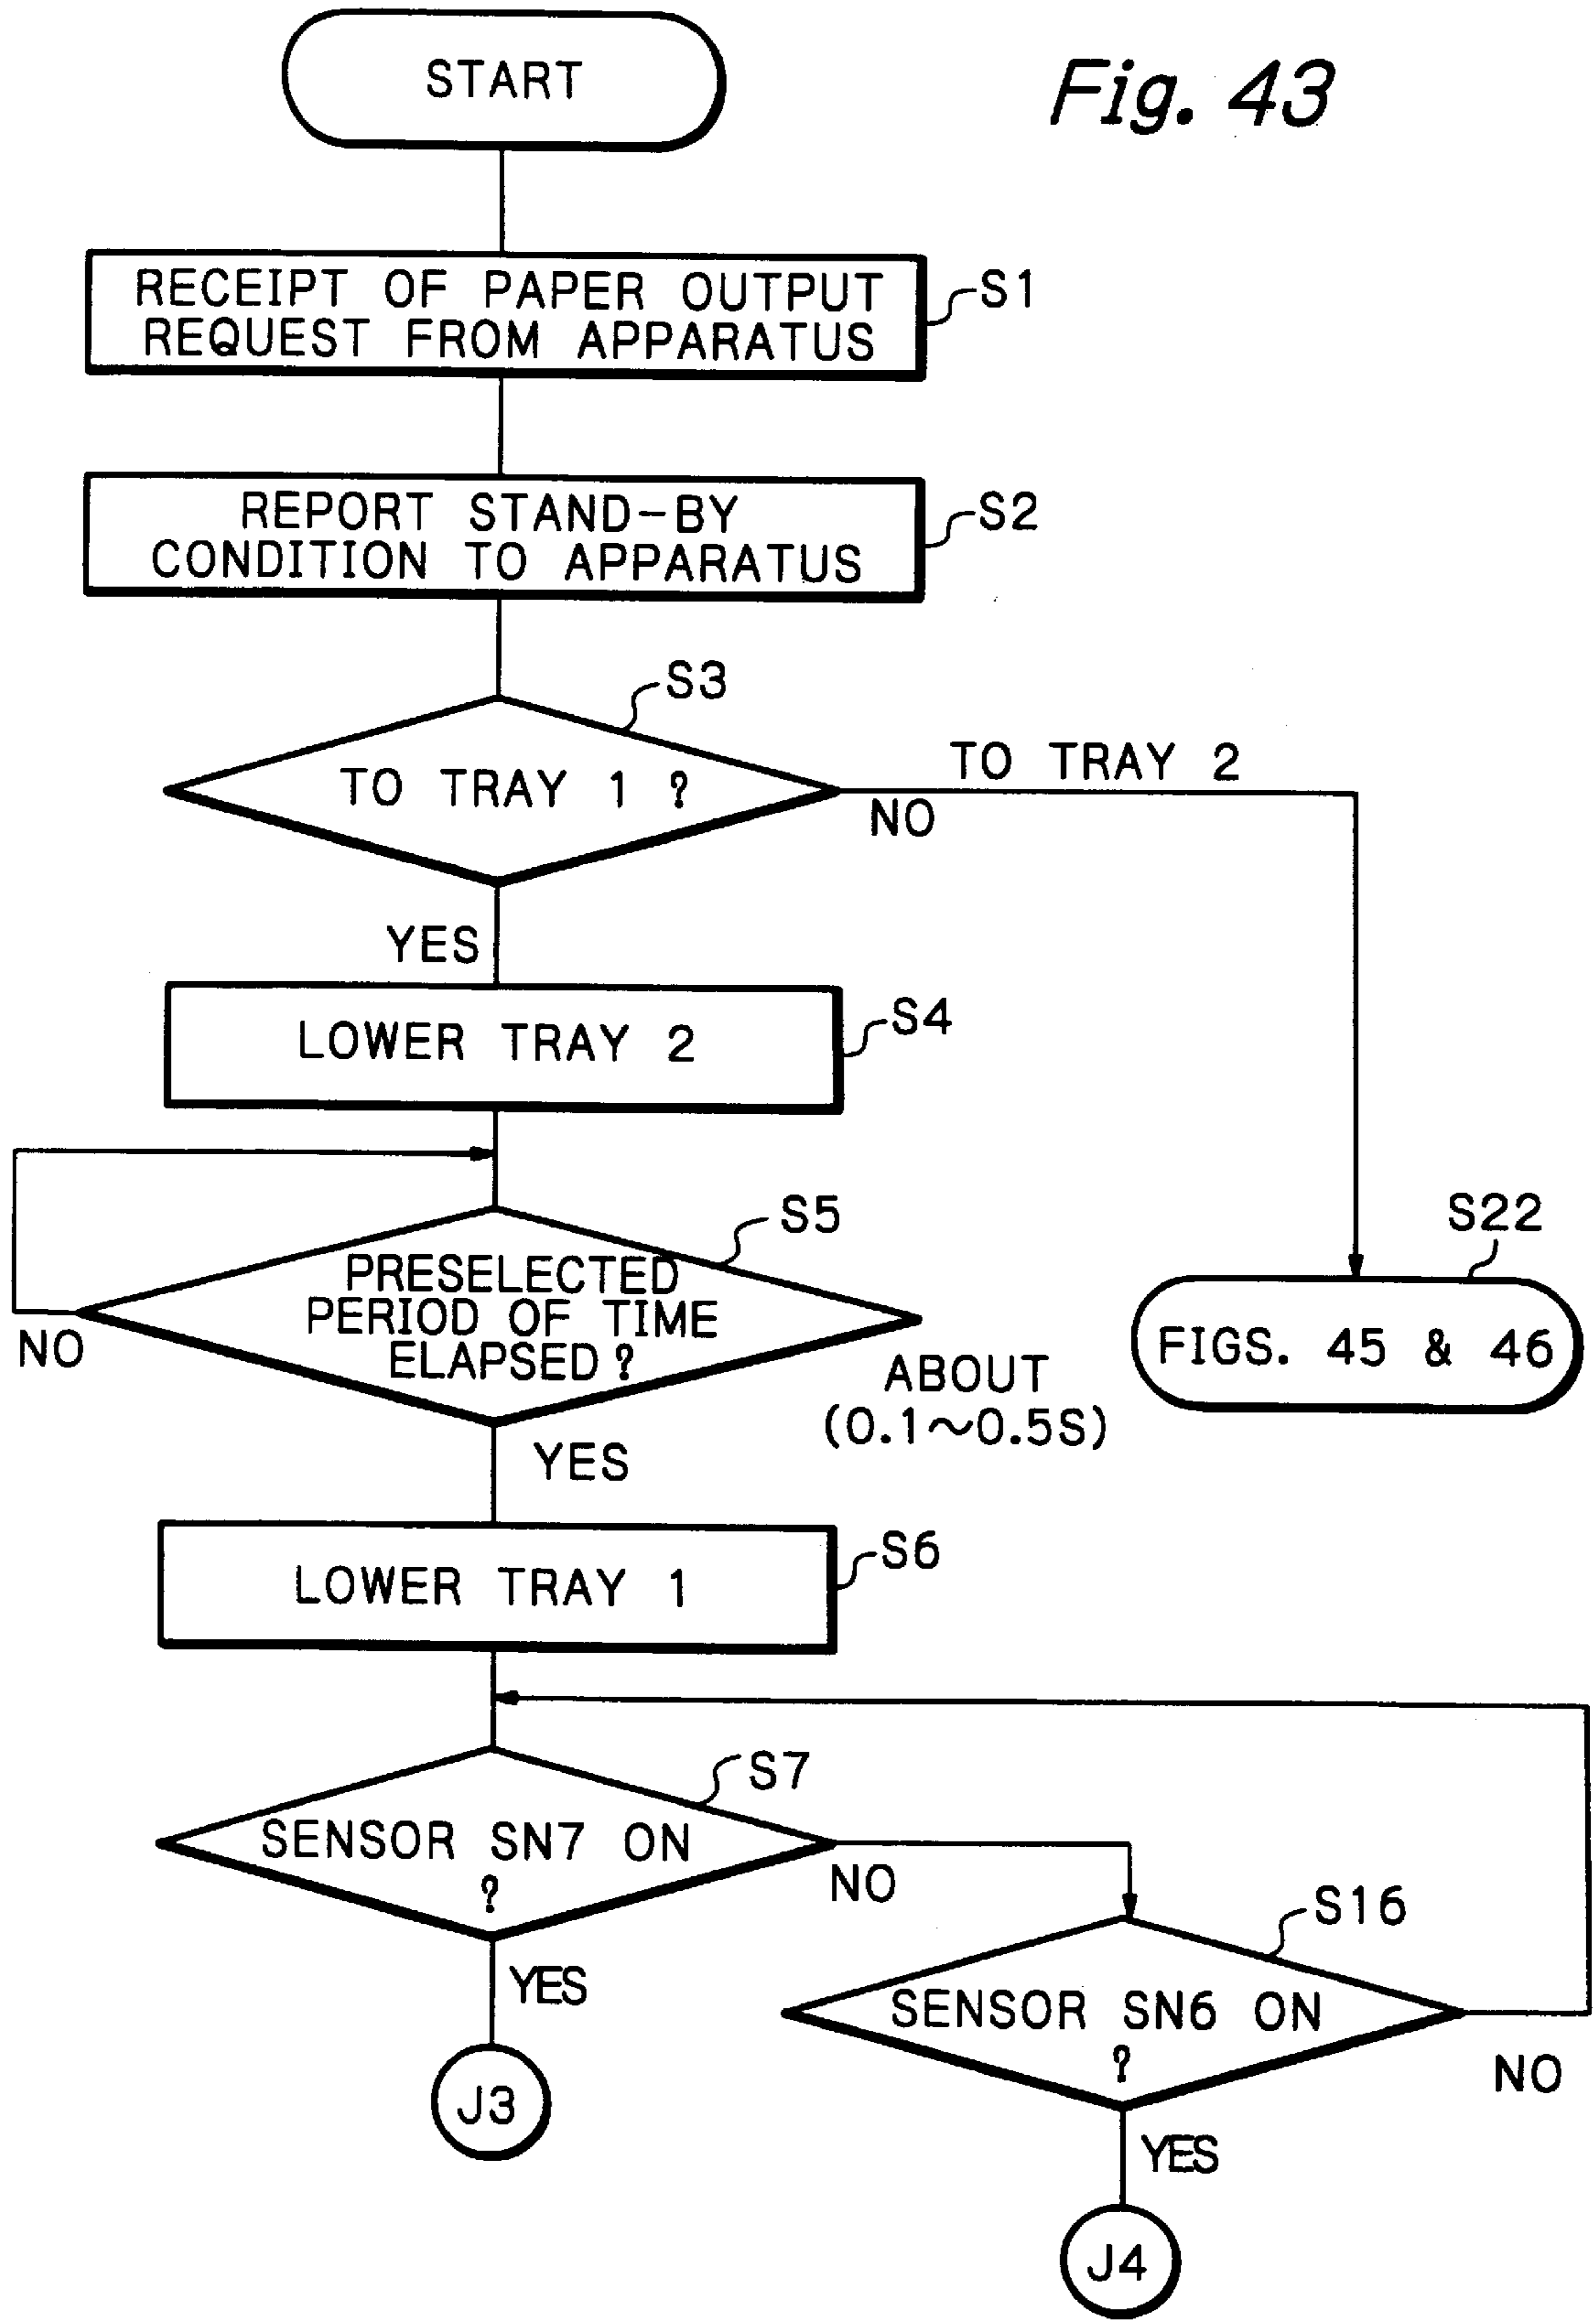 Fig. 43
START
RECEIPT OF PAPER OUTPUT
REQUEST FROM APPARATUS
S1
REPORT STAND-BY
CONDITION TO APPARATUS
S2
S3
TO TRAY 1 ?
TO TRAY 2
NO
YES
LOWER TRAY 2
S4
S5
PRESELECTED
PERIOD OF TIME
ELAPSED ?
NO
ABOUT
(0.1~0.5S)
S22
FIGS. 45 & 46
YES
LOWER TRAY 1
S6
S7
SENSOR SN7 ON
?
NO
YES
J3
S16
SENSOR SN6 ON
?
NO
YES
J4